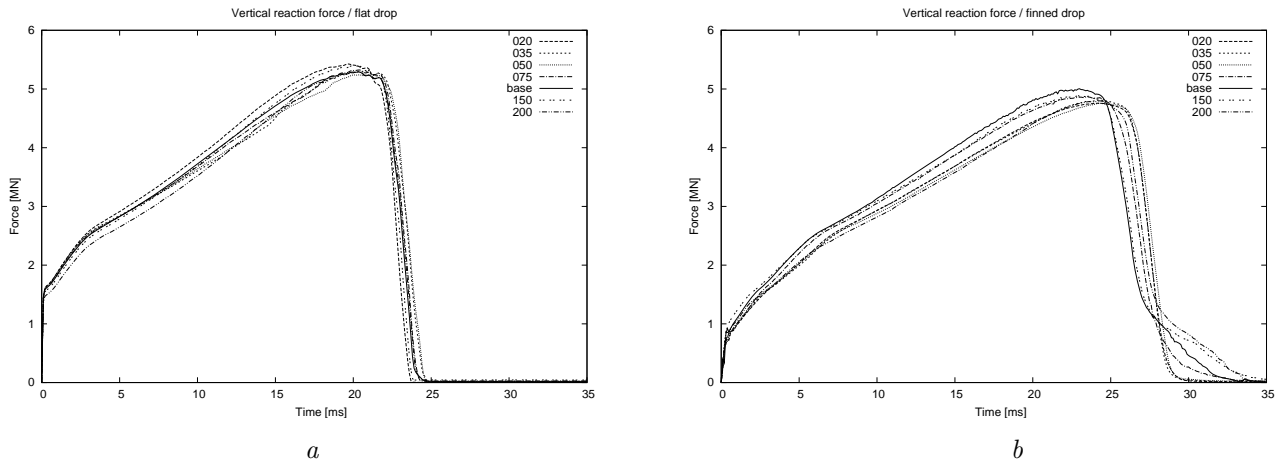 Vertical reaction force / flat drop
6
5
4
3
2
1
0
Force [MN]
020
035
050
075
base
150
200
0 5 10 15 20 25 30 35
Time [ms]
a
Vertical reaction force / finned drop
6
5
4
3
2
1
0
Force [MN]
020
035
050
075
base
150
200
0 5 10 15 20 25 30 35
Time [ms]
b